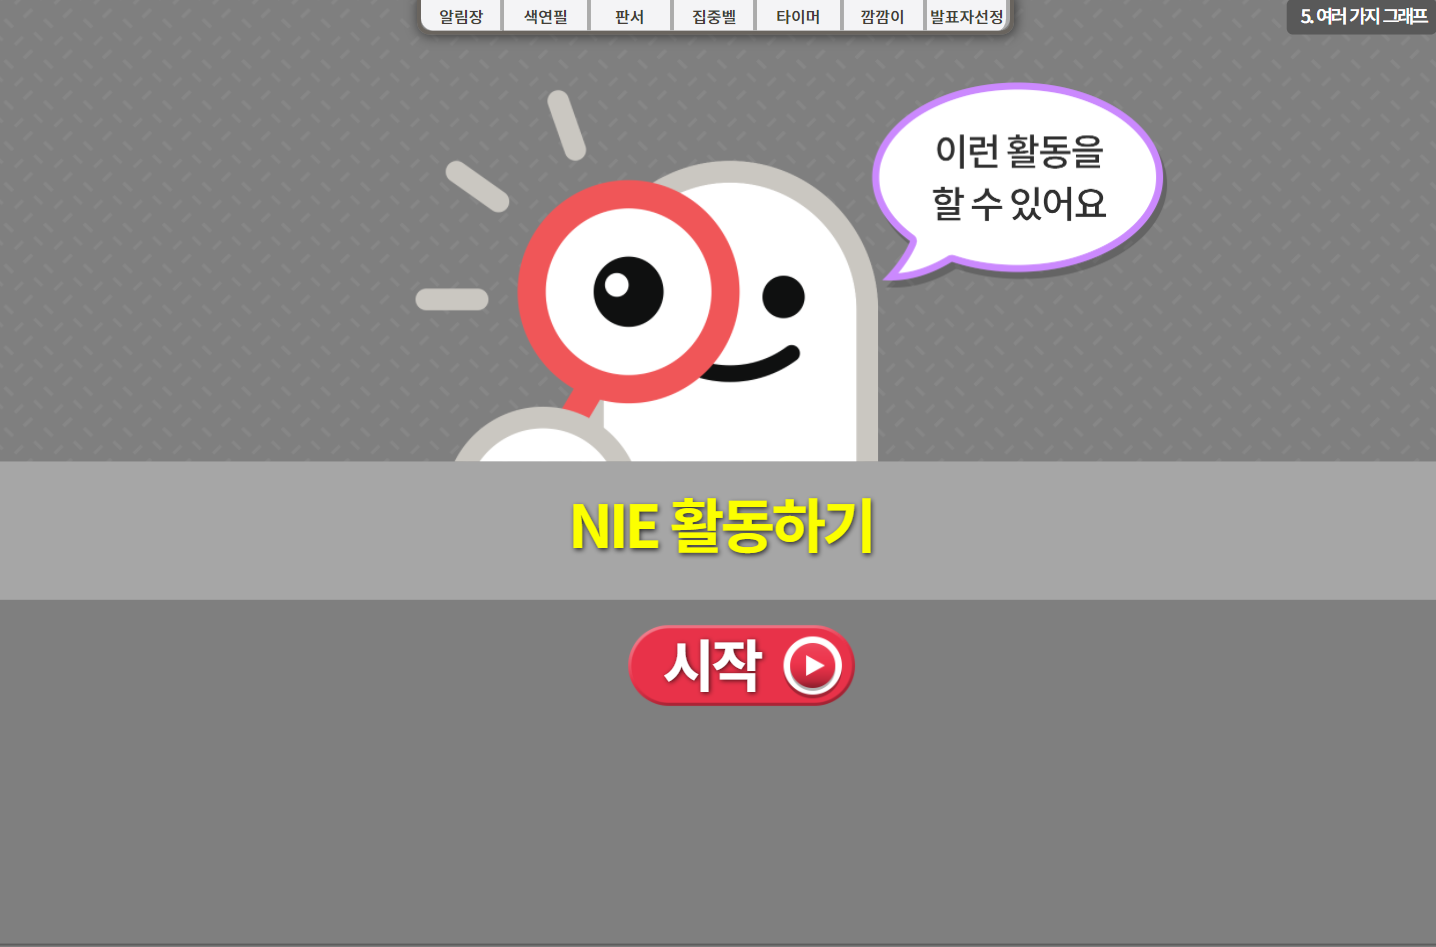 알림장 색연필 판서 집중벨 타이머 깜깜이 발표자선정
5. 여러 가지 그래프
이런 활동을
할 수 있어요
NIE 활동하기
시작